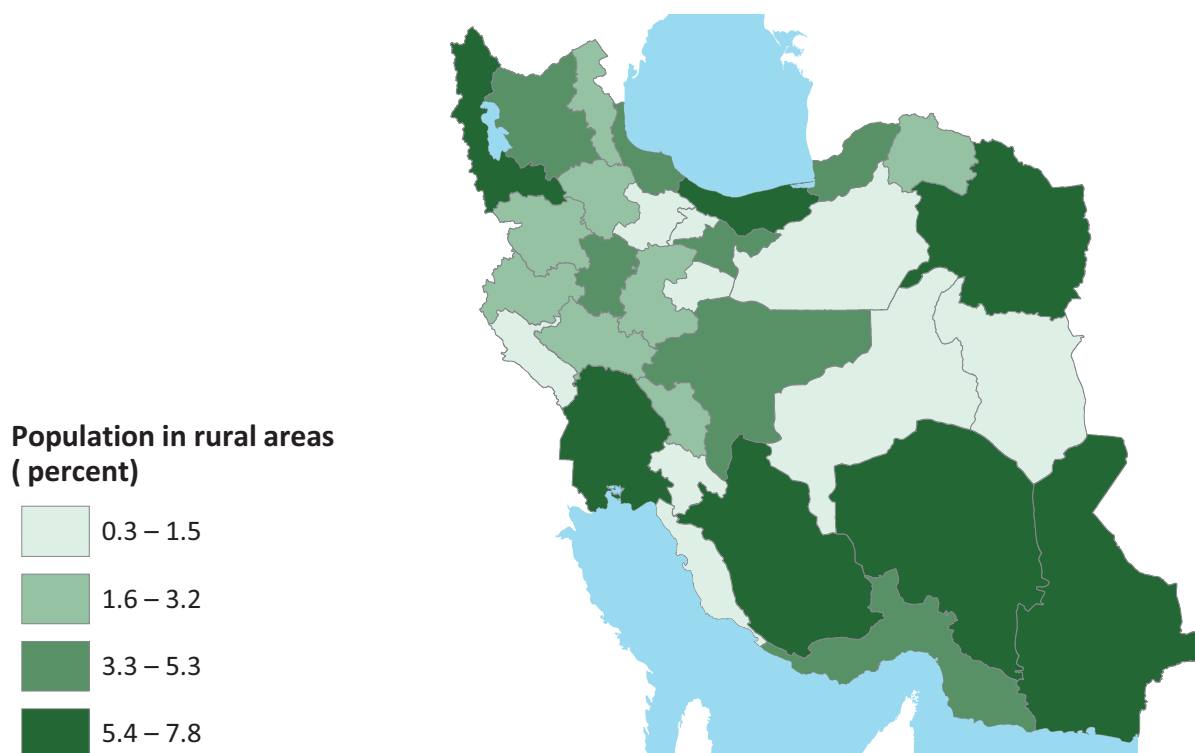 Population in rural areas
( percent)
0.3 – 1.5
1.6 – 3.2
3.3 – 5.3
5.4 – 7.8